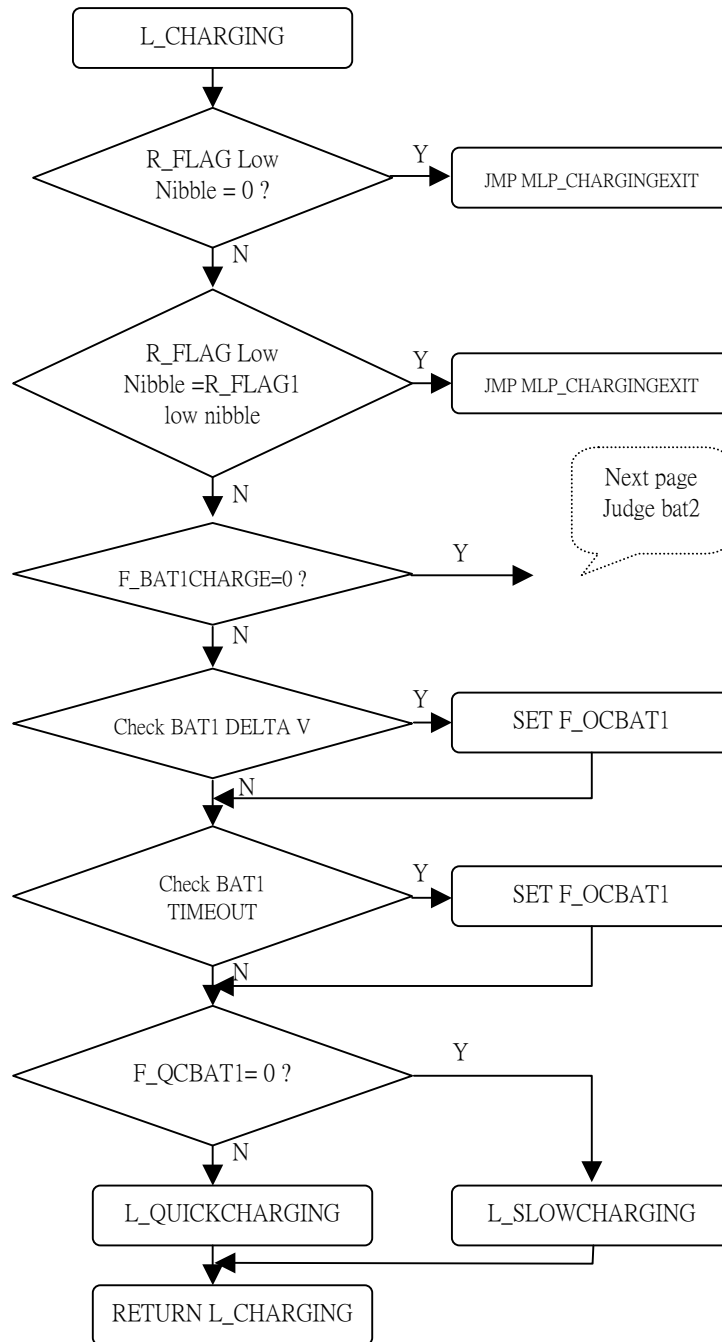 L_CHARGING
R_FLAG Low
Nibble = 0 ?
Y
JMP MLP_CHARGINGEXIT
N
R_FLAG Low
Nibble =R_FLAG1
low nibble
Y
JMP MLP_CHARGINGEXIT
N
Next page
Judge bat2
F_BAT1CHARGE=0 ?
Y
N
Check BAT1 DELTA V
Y
SET F_OCBAT1
N
Check BAT1
TIMEOUT
Y
SET F_OCBAT1
N
F_QCBAT1= 0 ?
Y
N
L_QUICKCHARGING
L_SLOWCHARGING
RETURN L_CHARGING